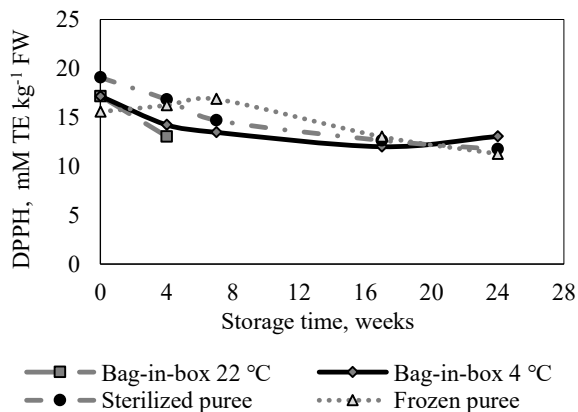 DPPH, mM TE kg⁻¹ FW
25
20
15
10
5
0
0 4 8 12 16 20 24 28
Storage time, weeks
Bag-in-box 22 °C Bag-in-box 4 °C
Sterilized puree Frozen puree